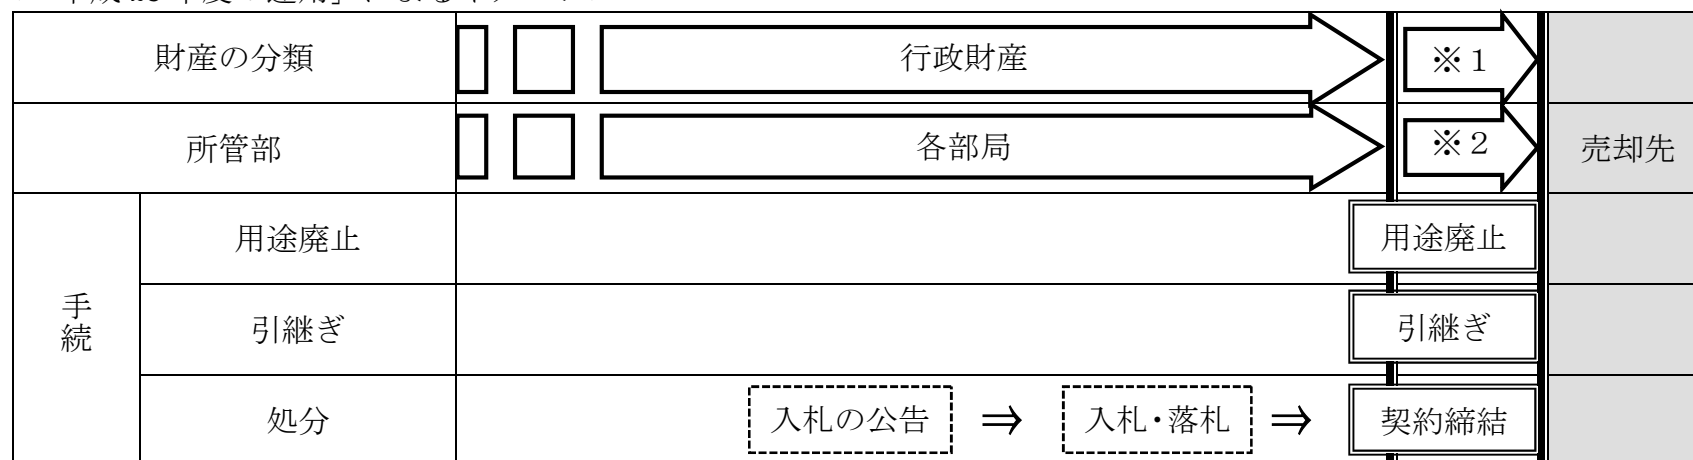 財産の分類
行政財産
※1
所管部
各部局
※2
売却先
手続
用途廃止
用途廃止
引継ぎ
引継ぎ
処分
入札の公告
⇒
入札・落札
⇒
契約締結